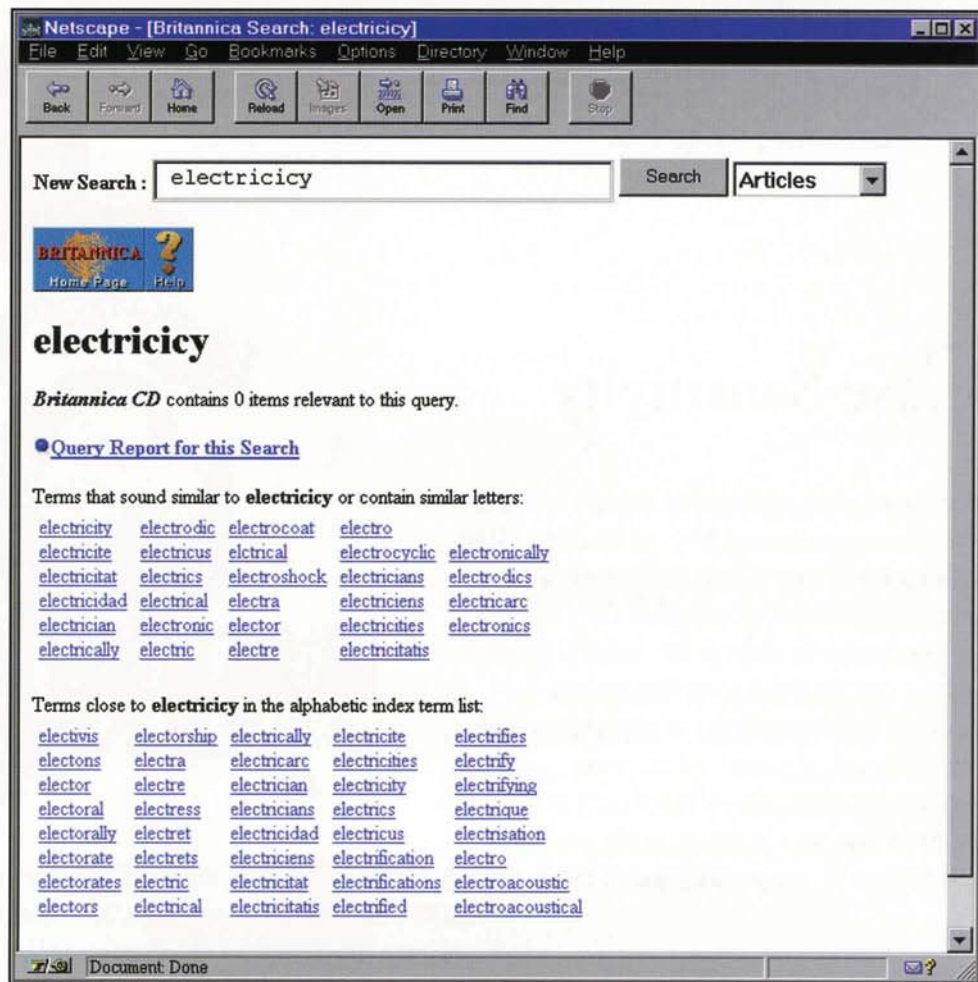 Netscape - [Britannica Search: electricicy]
File Edit View Go Bookmarks Options Directory Window Help
Back Forward Home Reload Images Open Print Find Stop
New Search : electricicy Search Articles
BRITANNICA
Home Page Help
electricicy
Britannica CD contains 0 items relevant to this query.
Query Report for this Search
Terms that sound similar to electricicy or contain similar letters:
electricity electrodic electrocoat electro
electricite electricus elctrical electrocyclic electronically
electricitat electrics electroshock electricians electrodics
electricidad electrical electra electriciens electricarc
electrician electronic elector electricities electronics
electrically electric electre electricitatis
Terms close to electricicy in the alphabetic index term list:
electivis electorship electrically electricite electrifies
electons electra electricarc electricities electrify
elector electre electrician electricity electrifying
electoral electress electricians electrics electrique
electorally electret electricidad electricus electrisation
electorate electrets electriciens electrification electro
electorates electric electricitat electrifications electroacoustic
electors electrical electricitatis electrified electroacoustical
Document: Done